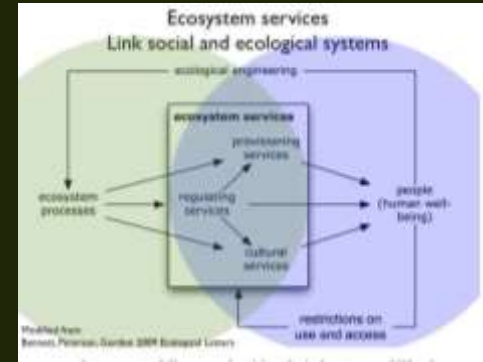 Ecosystem services
Link social and ecological systems
ecological engineering
ecosystem services
provisioning
services
ecosystem
processes
regulating
services
people
(human well-
being)
cultural
services
restrictions on
use and access
Modified from
Bennett, Peterson, Gordon 2009 Ecological Letters